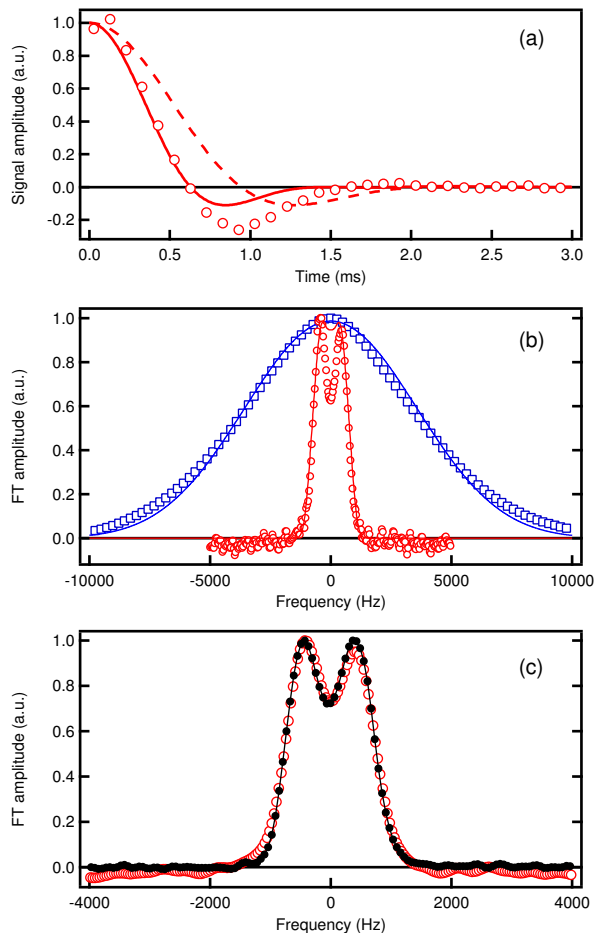 (a)
Signal amplitude (a.u.)
1.0
0.8
0.6
0.4
0.2
0.0
-0.2
0.0 0.5 1.0 1.5 2.0 2.5 3.0
Time (ms)
(b)
FT amplitude (a.u.)
1.0
0.8
0.6
0.4
0.2
0.0
-10000 -5000 0 5000 10000
Frequency (Hz)
(c)
FT amplitude (a.u.)
1.0
0.8
0.6
0.4
0.2
0.0
-4000 -2000 0 2000 4000
Frequency (Hz)